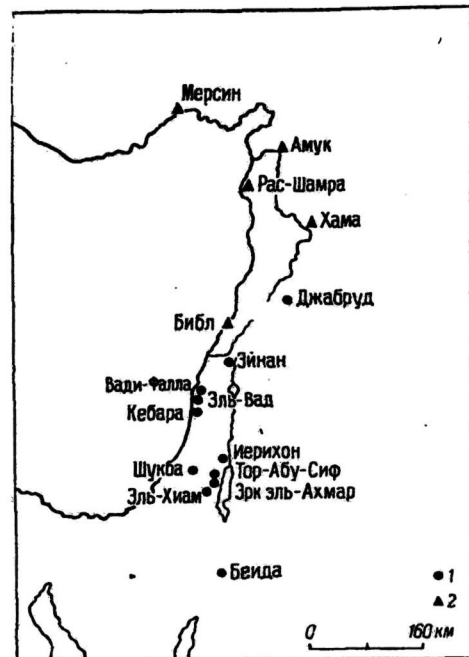 Мерсин
Амук
Рас-Шамра
Хама
Джабруд
Библ
Эйнан
Вади-Фалла
Эль-Вад
Кебара
Иерихон
Шукба
Тор-Абу-Сиф
Эль-Хиам
Эрк эль-Ахмар
Беида
1
2
0 160 км